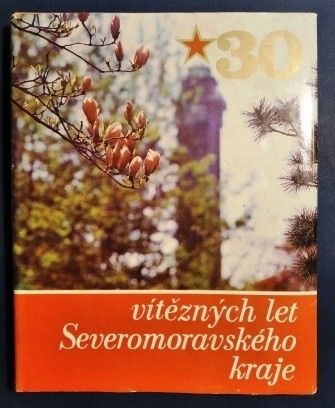 30
vítězných let
Severomoravského
kraje